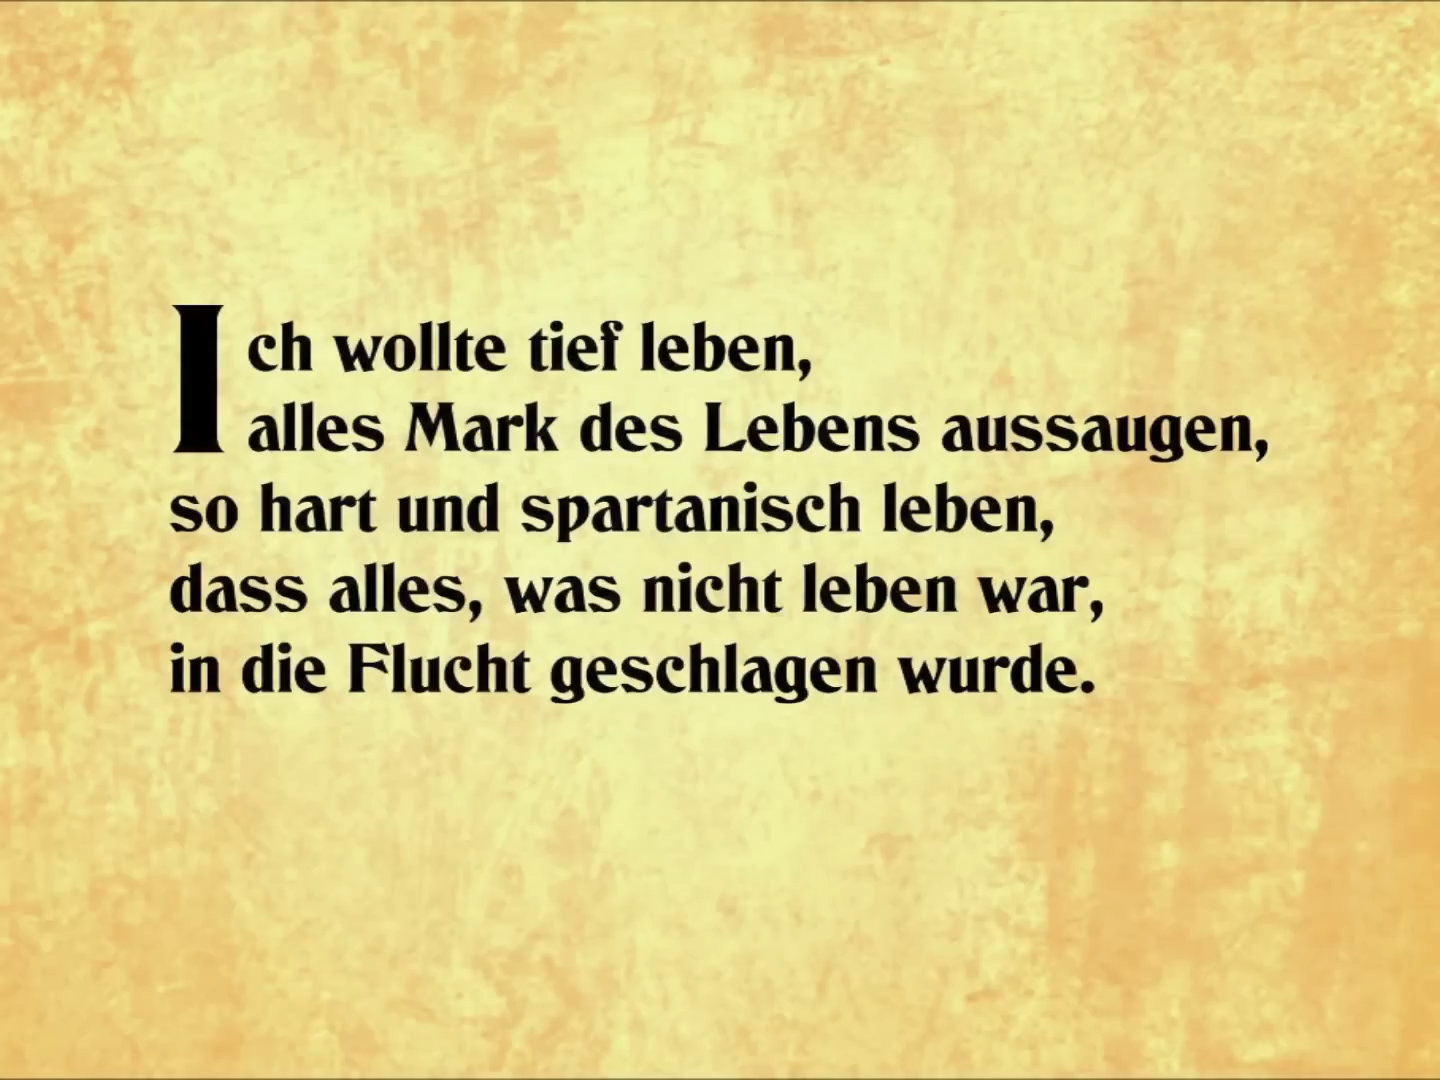 Ich wollte tief leben,
alles Mark des Lebens aussaugen,
so hart und spartanisch leben,
dass alles, was nicht leben war,
in die Flucht geschlagen wurde.